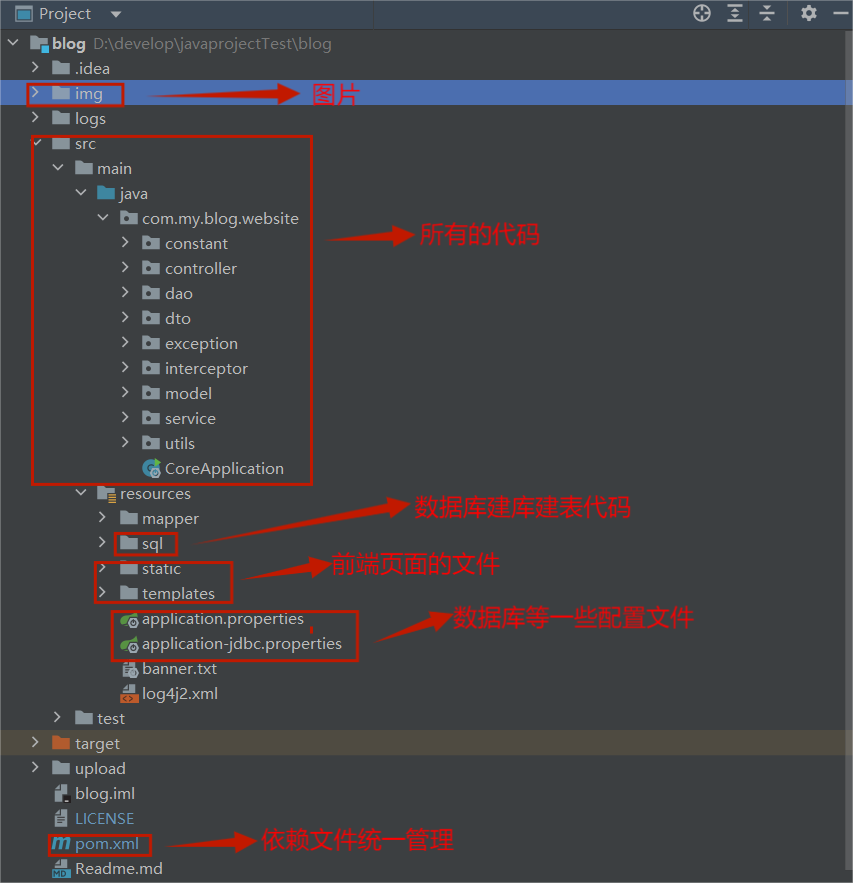 Project
blog D:\develop\javaprojectTest\blog
.idea
img 图片
logs
src
main
java
com.my.blog.website 所有的代码
constant
controller
dao
dto
exception
interceptor
model
service
utils
CoreApplication
resources
mapper 数据库建库建表代码
sql
static 前端页面的文件
templates
application.properties 数据库等一些配置文件
application-jdbc.properties
banner.txt
log4j2.xml
test
target
upload
blog.iml
LICENSE
pom.xml 依赖文件统一管理
Readme.md